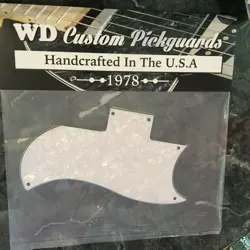 WD Custom Pickguards
Handcrafted In The U.S.A
1978